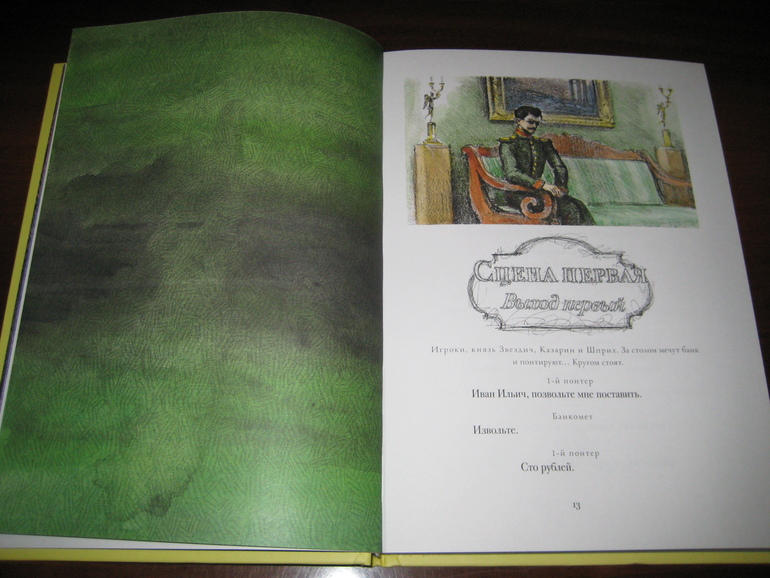 Сцена первая
Выход первый
Игроки, князь Звездич, Казарин и Шприх. За столом мечут банк
и понтируют... Кругом стоят.
1-й понтер
Иван Ильич, позвольте мне поставить.
Банкомет
Извольте.
1-й понтер
Сто рублей.
13